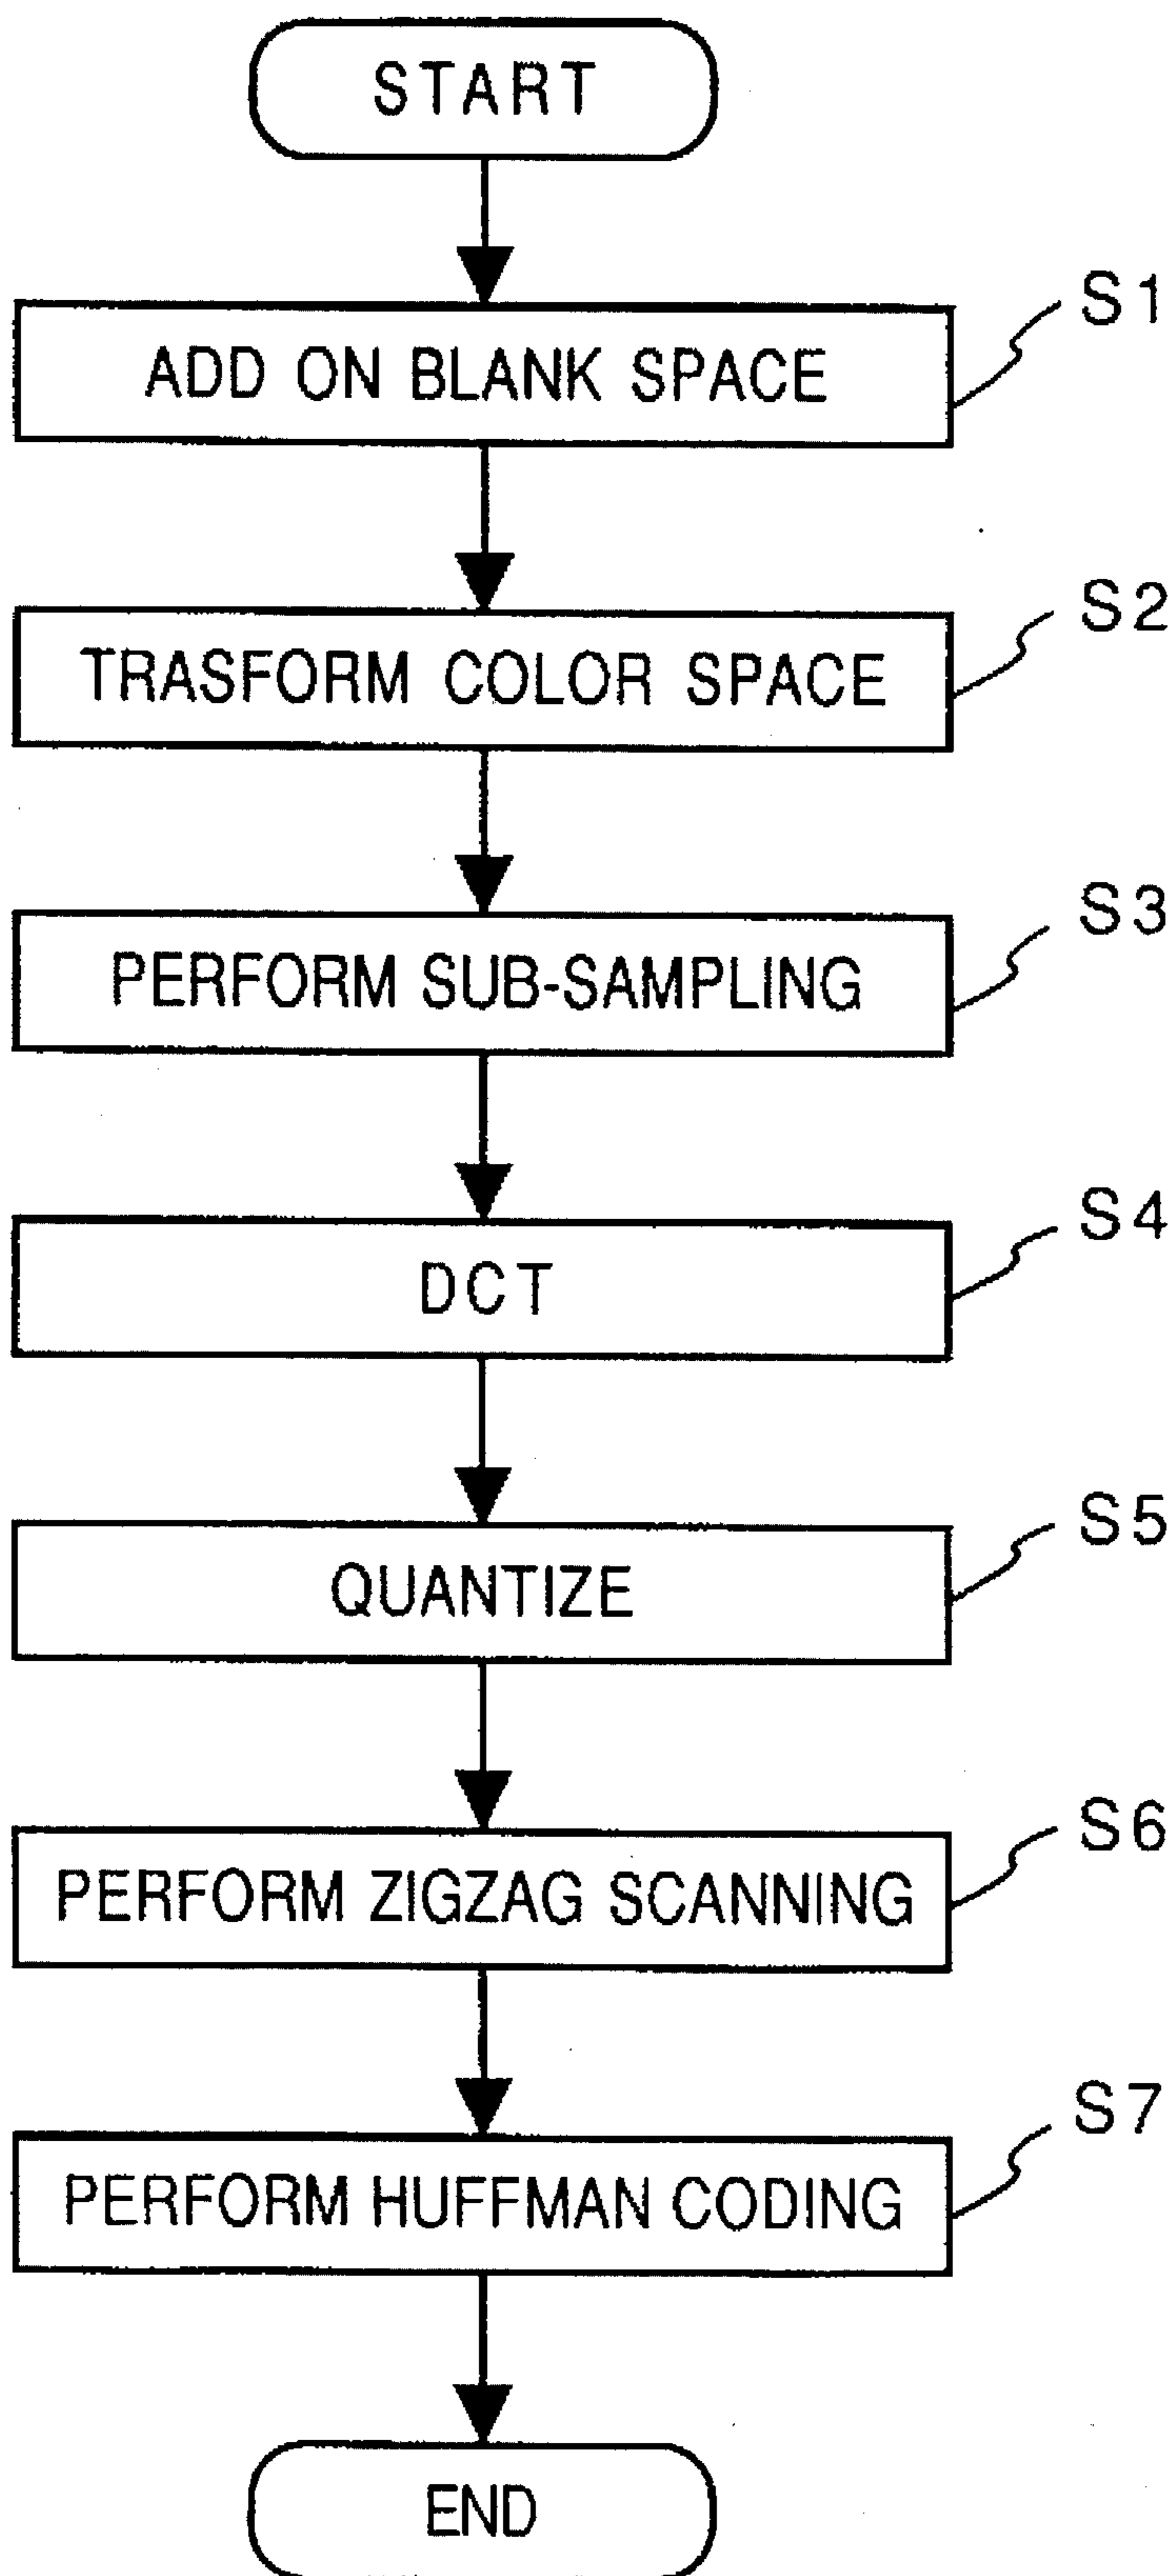 START
S1
ADD ON BLANK SPACE
S2
TRASFORM COLOR SPACE
S3
PERFORM SUB-SAMPLING
S4
DCT
S5
QUANTIZE
S6
PERFORM ZIGZAG SCANNING
S7
PERFORM HUFFMAN CODING
END